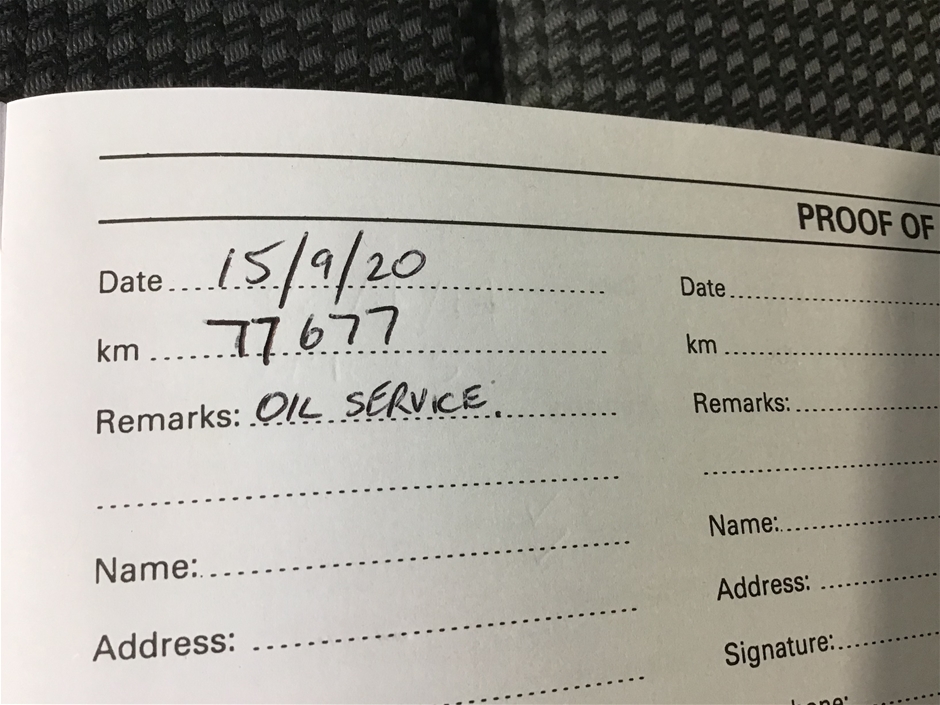 PROOF OF
Date 15/9/20
km 77677
Remarks: OIL SERVICE.
Name:
Address:
Date
km
Remarks:
Name:
Address:
Signature: